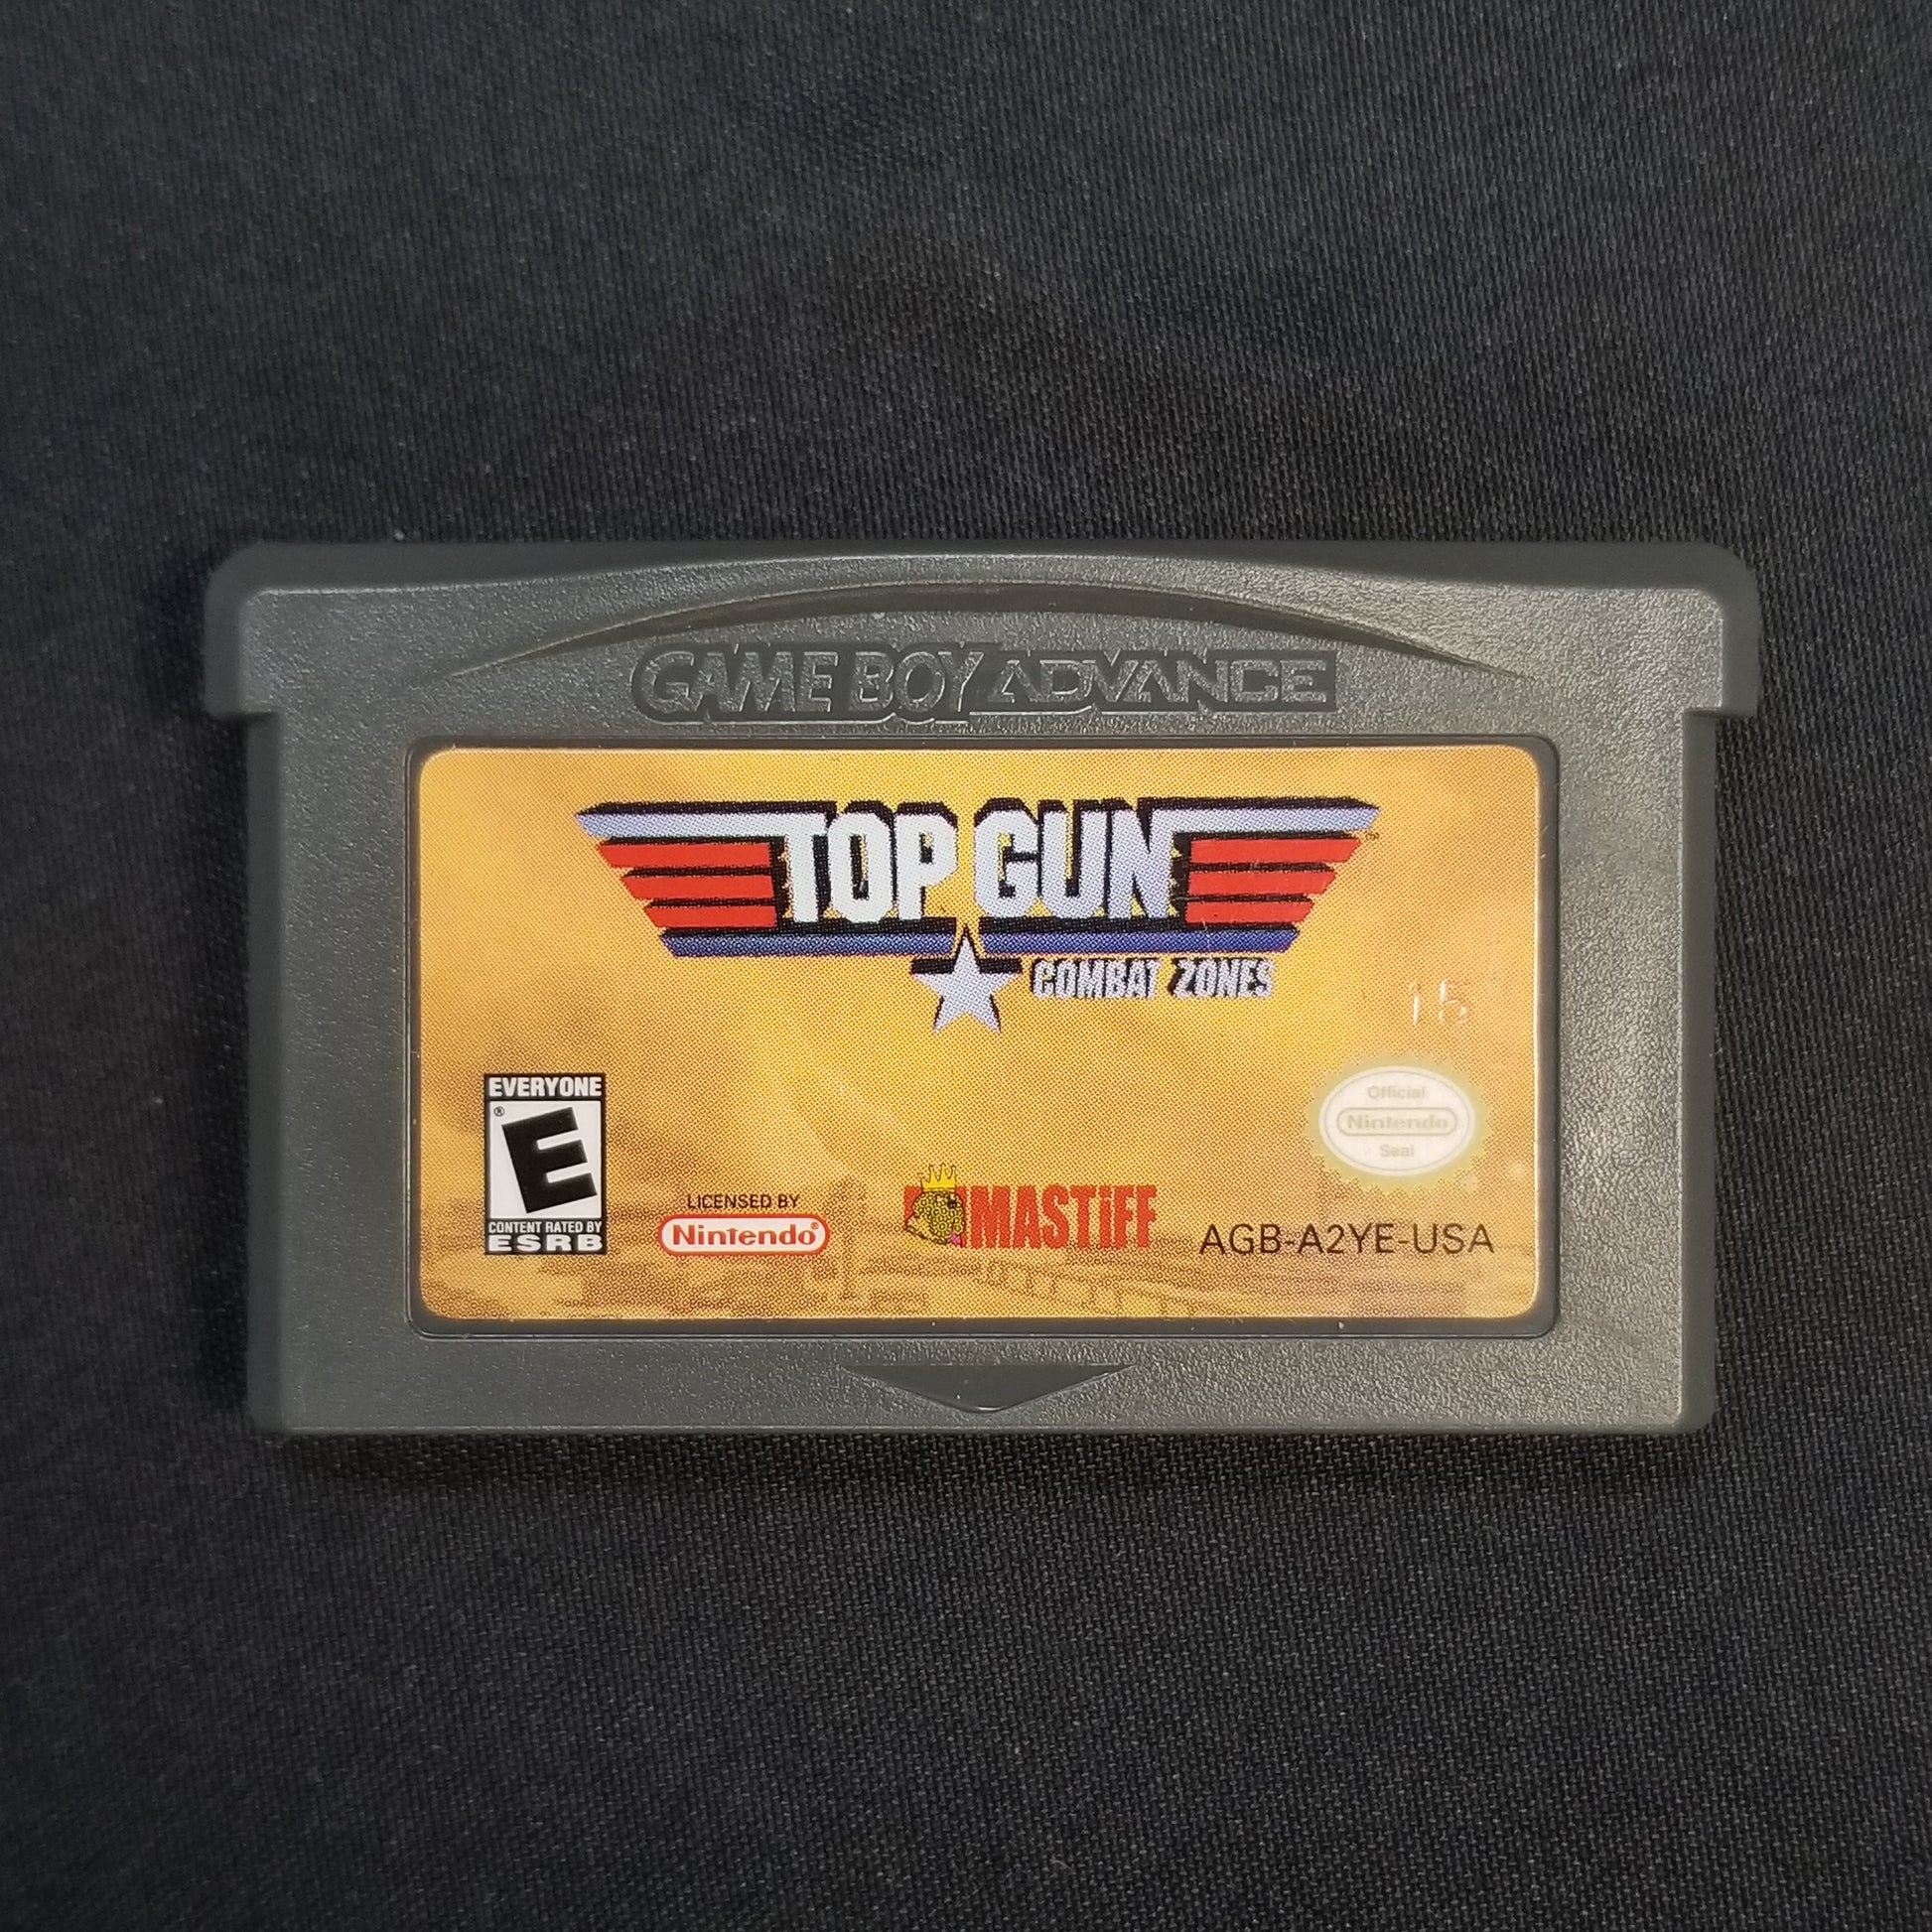 GAME BOY ADVANCE
TOP GUN
COMBAT ZONES
15
EVERYONE
®
E
CONTENT RATED BY
ESRB
LICENSED BY
Nintendo®
MASTiFF
Official
Nintendo
Seal
AGB-A2YE-USA